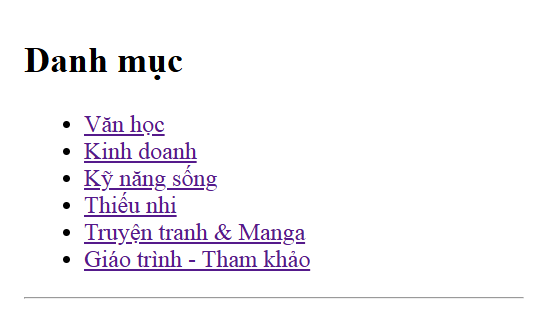 Danh mục
Văn học
Kinh doanh
Kỹ năng sống
Thiếu nhi
Truyện tranh & Manga
Giáo trình - Tham khảo